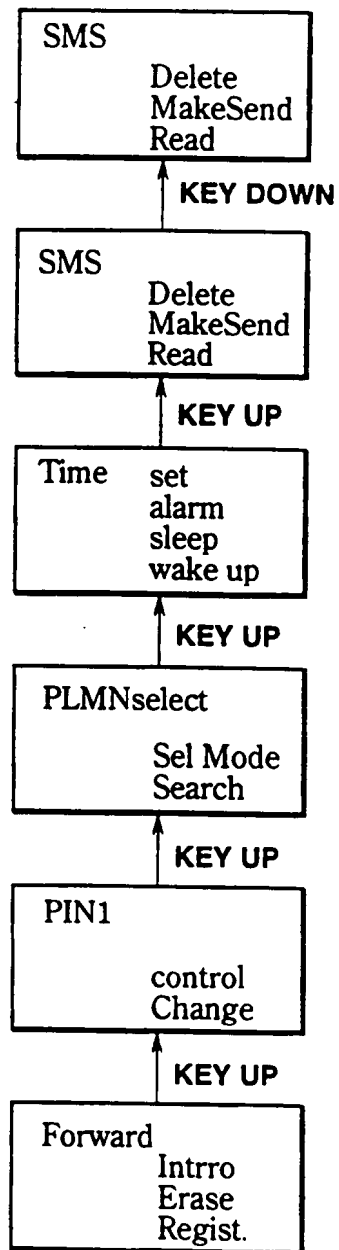 SMS
Delete
MakeSend
Read
KEY DOWN
SMS
Delete
MakeSend
Read
KEY UP
Time set
alarm
sleep
wake up
KEY UP
PLMNselect
Sel Mode
Search
KEY UP
PIN1
control
Change
KEY UP
Forward
Intrro
Erase
Regist.